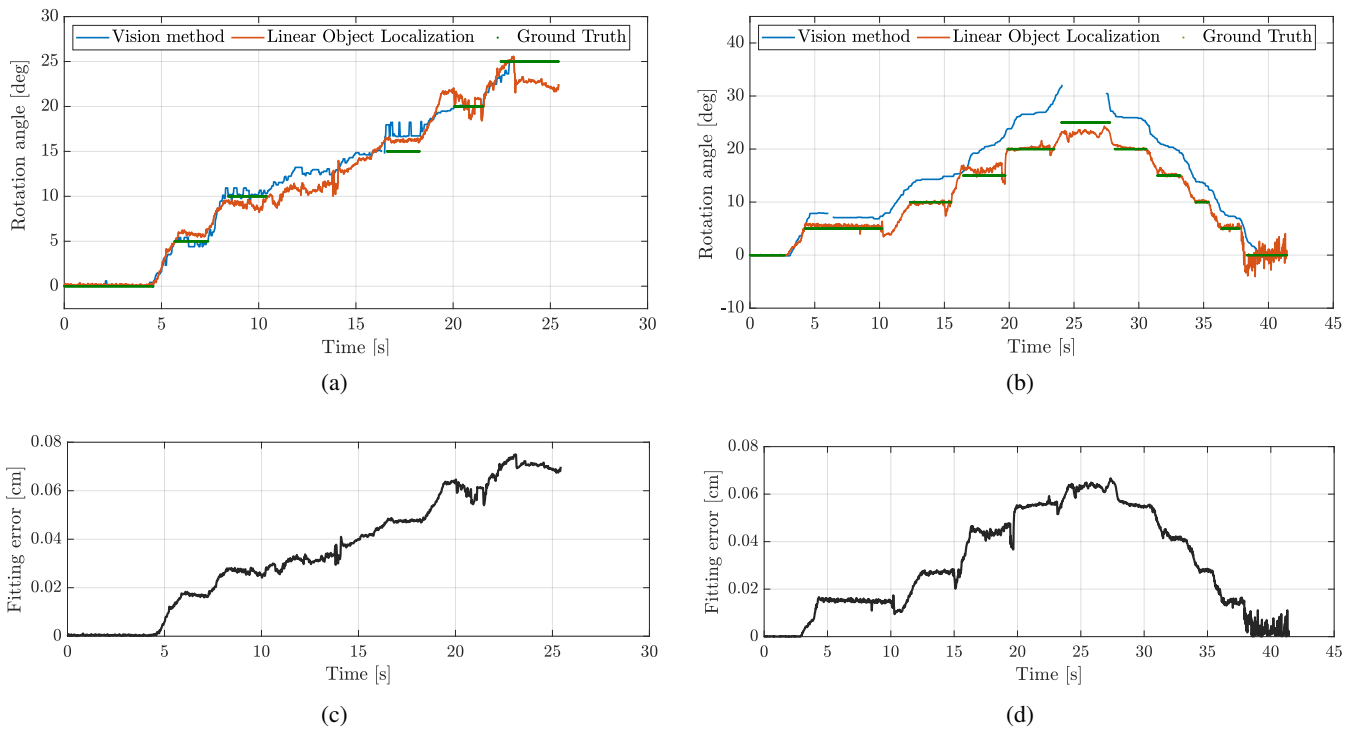 Vision method Linear Object Localization Ground Truth
30
25
20
15
10
5
0
Rotation angle [deg]
0 5 10 15 20 25 30
Time [s]
(a)
Vision method Linear Object Localization Ground Truth
40
30
20
10
0
-10
Rotation angle [deg]
0 5 10 15 20 25 30 35 40 45
Time [s]
(b)
0.08
0.06
0.04
0.02
0
Fitting error [cm]
0 5 10 15 20 25 30
Time [s]
(c)
0.08
0.06
0.04
0.02
0
Fitting error [cm]
0 5 10 15 20 25 30 35 40 45
Time [s]
(d)